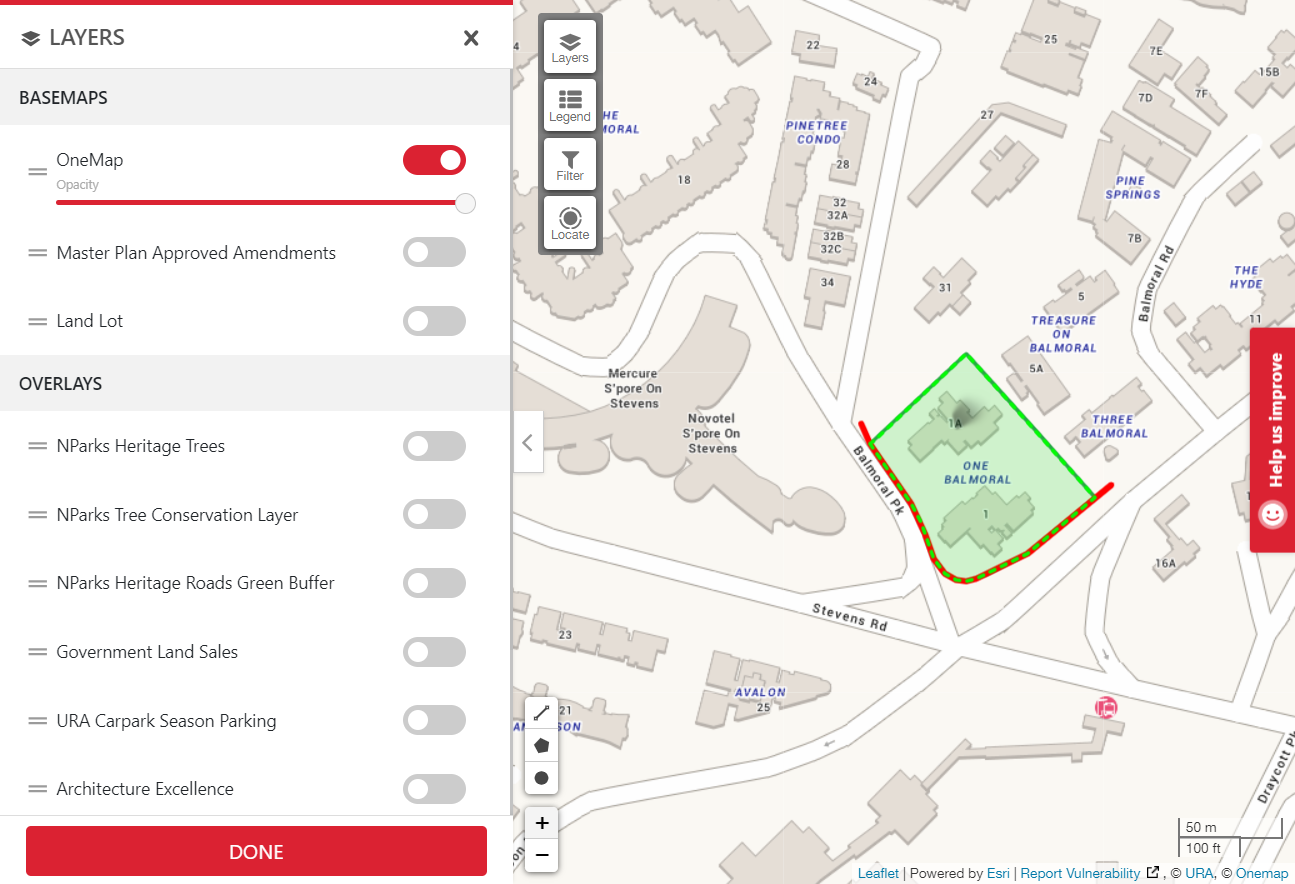 LAYERS
BASEMAPS
OneMap
Opacity
Master Plan Approved Amendments
Land Lot
OVERLAYS
NParks Heritage Trees
NParks Tree Conservation Layer
NParks Heritage Roads Green Buffer
Government Land Sales
URA Carpark Season Parking
Architecture Excellence
DONE
Layers
Legend
Filter
Locate
22
24
25
7E
15B
7D
7F
27
PINETREE
CONDO
28
18
32
32A
32B
32C
34
PINE
SPRINGS
7B
Balmoral Rd
THE
HYDE
11
31
5
TREASURE
ON
BALMORAL
5A
THREE
BALMORAL
Mercure
S'pore On
Stevens
Novotel
S'pore On
Stevens
1A
ONE
BALMORAL
1
Balmoral Pk
16A
Stevens Rd
23
AVALON
25
21
Draycott Pk
Help us improve
+
−
50 m
100 ft
Leaflet | Powered by Esri | Report Vulnerability , © URA, © Onemap